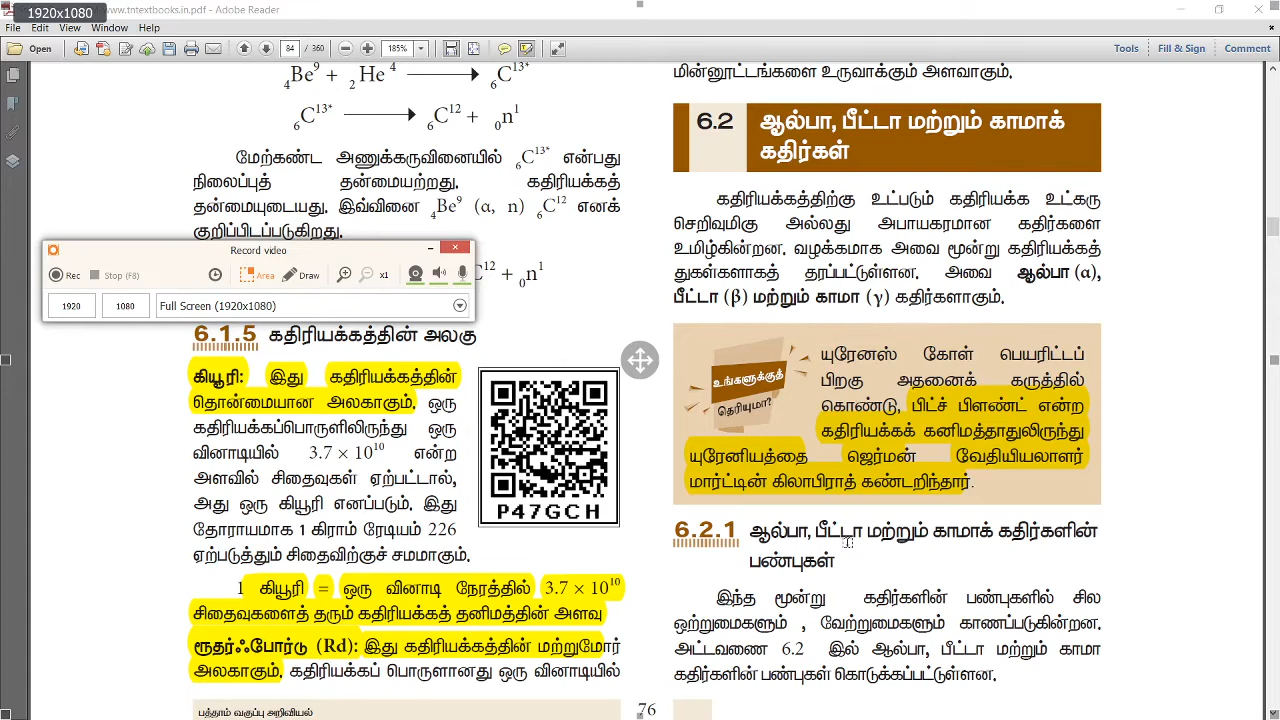 1920x1080
www.tntextbooks.in.pdf - Adobe Reader
File Edit View Window Help
Open 84 / 360 185% Tools Fill & Sign Comment
₄Be⁹ + ₂He⁴ ⟶ ₆C¹³*
₆C¹³* ⟶ ₆C¹² + ₀n¹
மேற்கண்ட அணுக்கருவினையில் ₆C¹³* என்பது
நிலைப்புத் தன்மையற்றது. கதிரியக்கத்
தன்மையுடையது. இவ்வினை ₄Be⁹ (α, n) ₆C¹² எனக்
குறிப்பிடப்படுகிறது.
Record video
Rec Stop (F8) x1 Area Draw
1920 1080 Full Screen (1920x1080)
C¹² + ₀n¹
6.1.5 கதிரியக்கத்தின் அலகு
கியூரி: இது கதிரியக்கத்தின்
தொன்மையான அலகாகும். ஒரு
கதிரியக்கப்பொருளிலிருந்து ஒரு
வினாடியில் 3.7 × 10¹⁰ என்ற
அளவில் சிதைவுகள் ஏற்பட்டால்,
அது ஒரு கியூரி எனப்படும். இது
தோராயமாக 1 கிராம் ரேடியம் 226
ஏற்படுத்தும் சிதைவிற்குச் சமமாகும்.
P47GCH
1 கியூரி = ஒரு வினாடி நேரத்தில் 3.7 × 10¹⁰
சிதைவுகளைத் தரும் கதிரியக்கத் தனிமத்தின் அளவு
ரூதர்ஃபோர்டு (Rd): இது கதிரியக்கத்தின் மற்றுமோர்
அலகாகும். கதிரியக்கப் பொருளானது ஒரு வினாடியில்
பத்தாம் வகுப்பு அறிவியல்
76
மின்னூட்டங்களை உருவாக்கும் அளவாகும்.
6.2 ஆல்பா, பீட்டா மற்றும் காமாக்
கதிர்கள்
கதிரியக்கத்திற்கு உட்படும் கதிரியக்க உட்கரு
செறிவுமிகு அல்லது அபாயகரமான கதிர்களை
உமிழ்கின்றன. வழக்கமாக அவை மூன்று கதிரியக்கத்
துகள்களாகத் தரப்பட்டுள்ளன. அவை ஆல்பா (α),
பீட்டா (β) மற்றும் காமா (γ) கதிர்களாகும்.
உங்களுக்குத்
தெரியுமா?
யுரேனஸ் கோள் பெயரிட்டப்
பிறகு அதனைக் கருத்தில்
கொண்டு, பிட்ச் பிளண்ட் என்ற
கதிரியக்கக் கனிமத்தாதுலிருந்து
யுரேனியத்தை ஜெர்மன் வேதியியலாளர்
மார்ட்டின் கிலாபிராத் கண்டறிந்தார்.
6.2.1 ஆல்பா, பீட்டா மற்றும் காமாக் கதிர்களின்
பண்புகள்
இந்த மூன்று கதிர்களின் பண்புகளில் சில
ஒற்றுமைகளும் , வேற்றுமைகளும் காணப்படுகின்றன.
அட்டவணை 6.2 இல் ஆல்பா, பீட்டா மற்றும் காமா
கதிர்களின் பண்புகள் கொடுக்கப்பட்டுள்ளன.